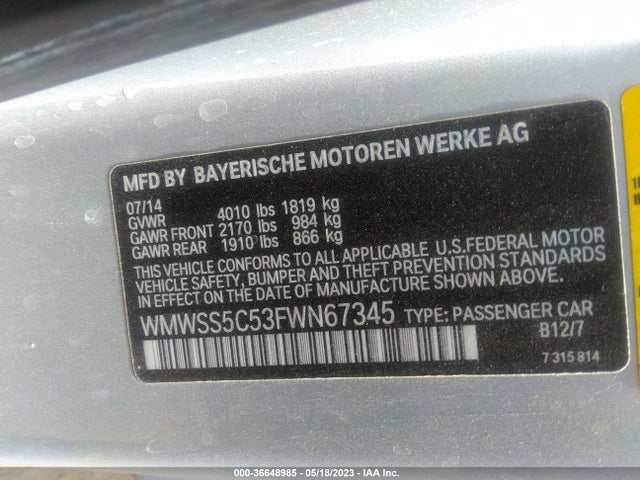 MFD BY BAYERISCHE MOTOREN WERKE AG
07/14
GVWR 4010 lbs 1819 kg
GAWR FRONT 2170 lbs 984 kg
GAWR REAR 1910 lbs 866 kg
THIS VEHICLE CONFORMS TO ALL APPLICABLE U.S.FEDERAL MOTOR
VEHICLE SAFETY, BUMPER AND THEFT PREVENTION STANDARDS
IN EFFECT ON THE DATE OF MANUFACTURE SHOWN ABOVE.
WMWSS5C53FWN67345 TYPE: PASSENGER CAR
B12/7
7 315 814
000-36648985 - 05/18/2023 - IAA Inc.